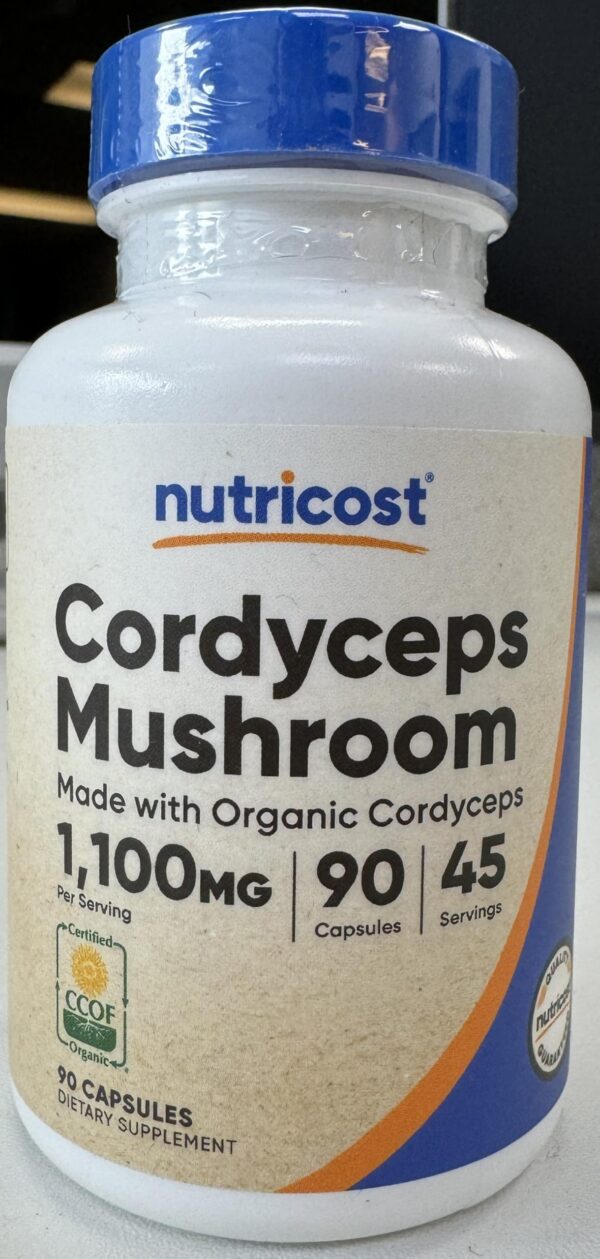 nutricost®
Cordyceps
Mushroom
Made with Organic Cordyceps
1,100MG
Per Serving
90
Capsules
45
Servings
Certified
CCOF
Organic
90 CAPSULES
DIETARY SUPPLEMENT
QUALITY